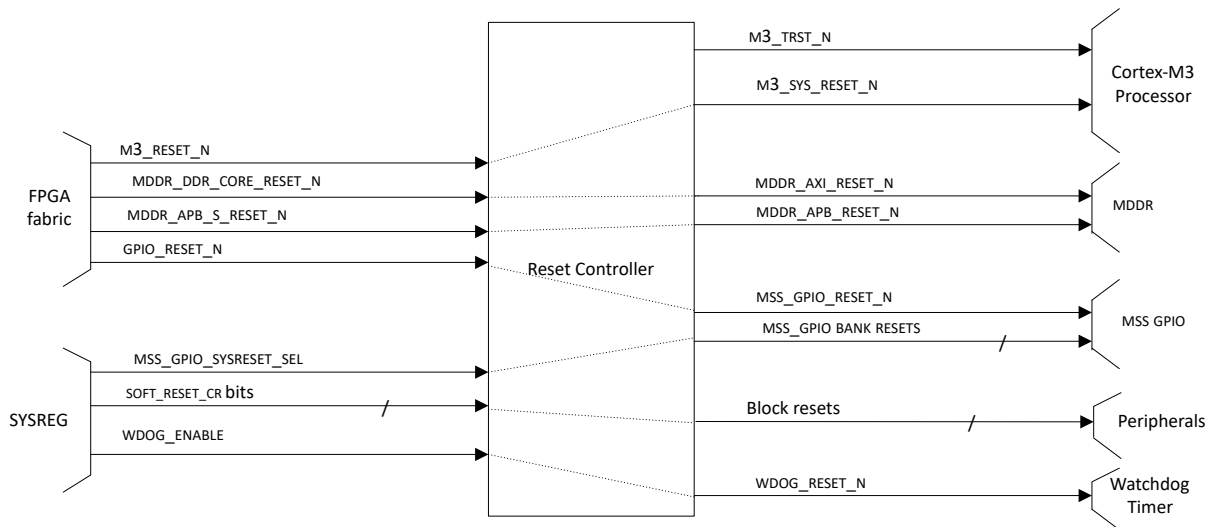 M3_TRST_N
Cortex-M3
Processor
M3_SYS_RESET_N
M3_RESET_N
FPGA
fabric
MDDR_DDR_CORE_RESET_N
MDDR_APB_S_RESET_N
GPIO_RESET_N
MDDR_AXI_RESET_N
MDDR_APB_RESET_N
MDDR
Reset Controller
MSS_GPIO_RESET_N
MSS_GPIO BANK RESETS
MSS GPIO
SYSREG
MSS_GPIO_SYSRESET_SEL
SOFT_RESET_CR bits
WDOG_ENABLE
Block resets
Peripherals
WDOG_RESET_N
Watchdog
Timer